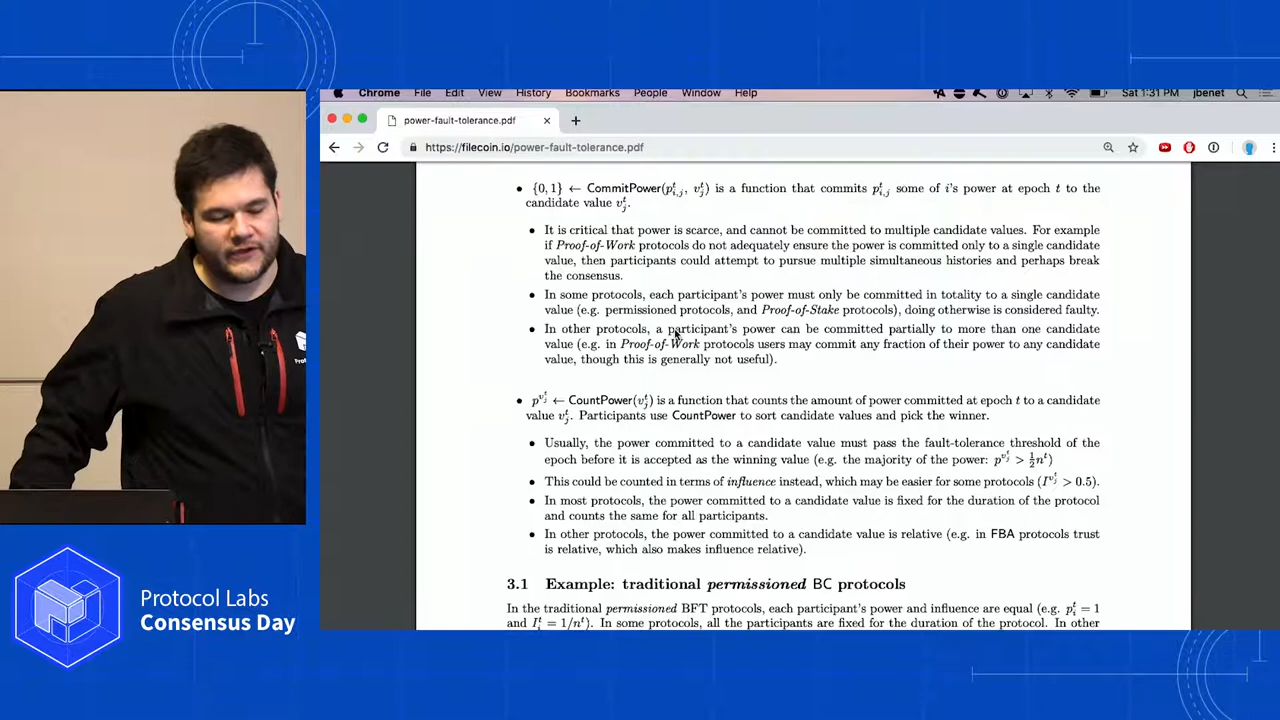 Chrome File Edit View History Bookmarks People Window Help Sat 1:31 PM jbenet
power-fault-tolerance.pdf
https://filecoin.io/power-fault-tolerance.pdf
• {0, 1} ← CommitPower(pᵗᵢ,ⱼ, vᵗⱼ) is a function that commits pᵗᵢ,ⱼ some of i's power at epoch t to the
candidate value vᵗⱼ.
• It is critical that power is scarce, and cannot be committed to multiple candidate values. For example
if Proof-of-Work protocols do not adequately ensure the power is committed only to a single candidate
value, then participants could attempt to pursue multiple simultaneous histories and perhaps break
the consensus.
• In some protocols, each participant's power must only be committed in totality to a single candidate
value (e.g. permissioned protocols, and Proof-of-Stake protocols), doing otherwise is considered faulty.
• In other protocols, a participant's power can be committed partially to more than one candidate
value (e.g. in Proof-of-Work protocols users may commit any fraction of their power to any candidate
value, though this is generally not useful).
• p^{vᵗⱼ} ← CountPower(vᵗⱼ) is a function that counts the amount of power committed at epoch t to a candidate
value vᵗⱼ. Participants use CountPower to sort candidate values and pick the winner.
• Usually, the power committed to a candidate value must pass the fault-tolerance threshold of the
epoch before it is accepted as the winning value (e.g. the majority of the power: p^{vᵗⱼ} > ½nᵗ)
• This could be counted in terms of influence instead, which may be easier for some protocols (I^{vᵗⱼ} > 0.5).
• In most protocols, the power committed to a candidate value is fixed for the duration of the protocol
and counts the same for all participants.
• In other protocols, the power committed to a candidate value is relative (e.g. in FBA protocols trust
is relative, which also makes influence relative).
3.1 Example: traditional permissioned BC protocols
In the traditional permissioned BFT protocols, each participant's power and influence are equal (e.g. pᵗᵢ = 1
and Iᵗᵢ = 1/nᵗ). In some protocols, all the participants are fixed for the duration of the protocol. In other
Protocol Labs
Consensus Day